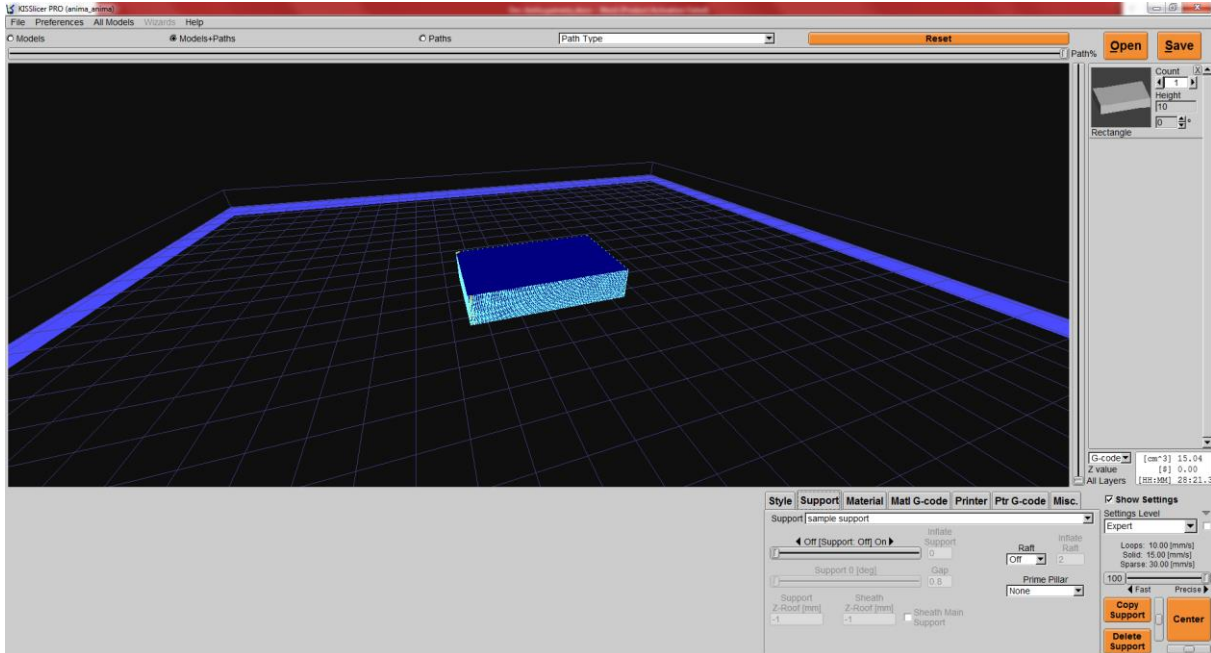 KISSlicer PRO (anima_anima)
File Preferences All Models Wizards Help
Models Models+Paths Paths Path Type Reset
Path%
Open Save
Count X
1
Height
10
0 °
Rectangle
G-code [cm^3] 15.04
Z value [$] 0.00
All Layers [HH:MM] 28:21.3
Style Support Material Matl G-code Printer Ptr G-code Misc.
Support sample support
Off [Support: Off] On
Inflate
Support
0
Raft
Off
Inflate
Raft
2
Support 0 [deg]
Gap
0.8
Prime Pillar
None
Support
Z-Roof [mm]
-1
Sheath
Z-Roof [mm]
-1
Sheath Main
Support
Show Settings
Settings Level
Expert
Loops: 10.00 [mm/s]
Solid: 15.00 [mm/s]
Sparse: 30.00 [mm/s]
100
Fast Precise
Copy
Support
Center
Delete
Support